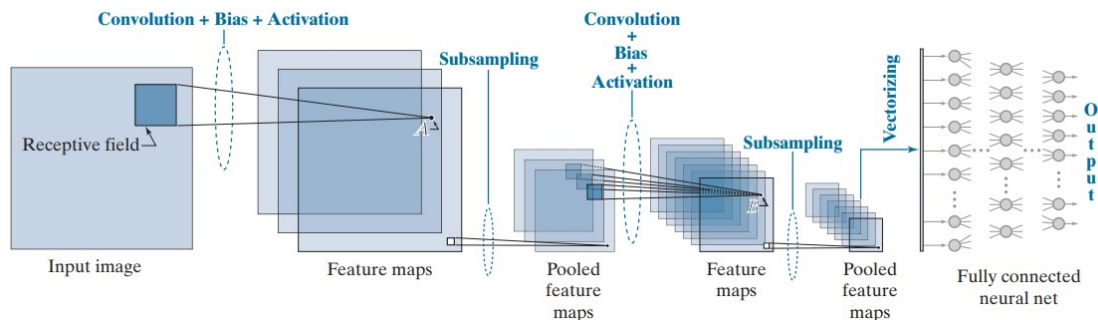 Convolution + Bias + Activation
Subsampling
Convolution
+
Bias
+
Activation
Subsampling
Vectorizing
Output
Receptive field
A
B
Input image
Feature maps
Pooled
feature
maps
Feature
maps
Pooled
feature
maps
Fully connected
neural net